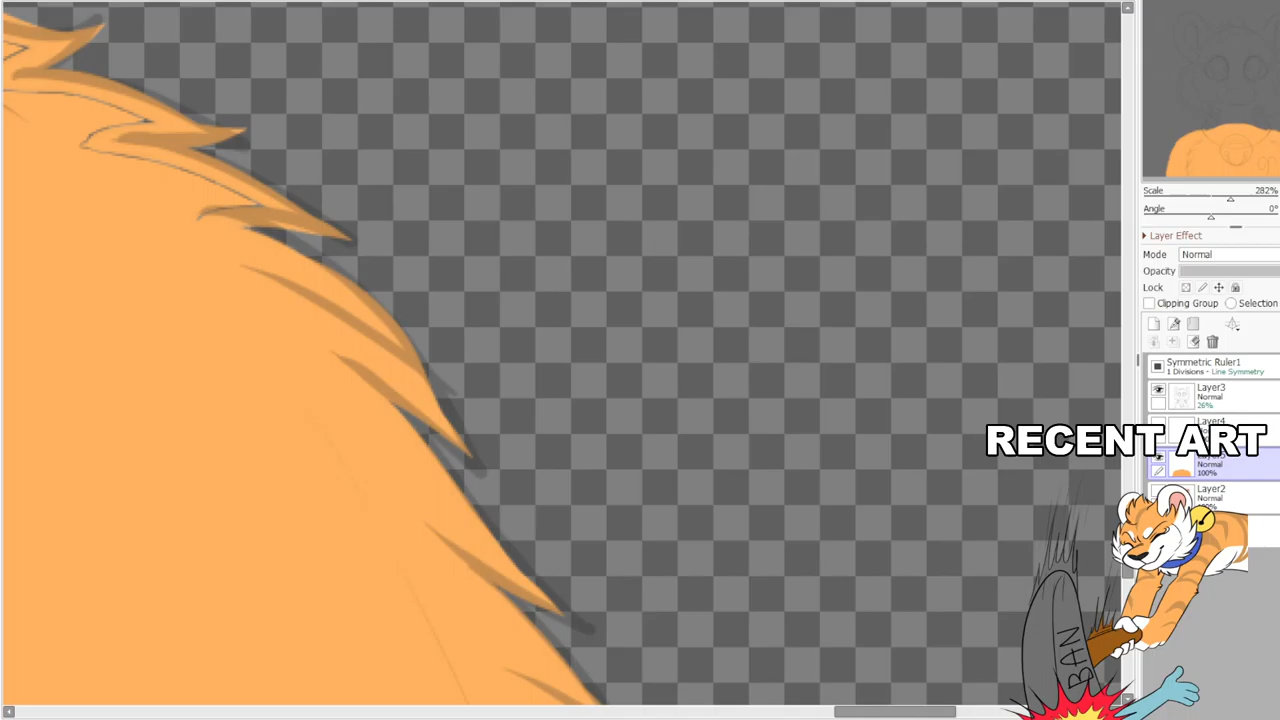 Scale 282%
Angle 0°
Layer Effect
Mode Normal
Opacity
Lock
Clipping Group Selection
Symmetric Ruler1
1 Divisions - Line Symmetry
Layer3
Normal
26%
Layer4
RECENT ART
Normal
100%
Layer2
Normal
BAN